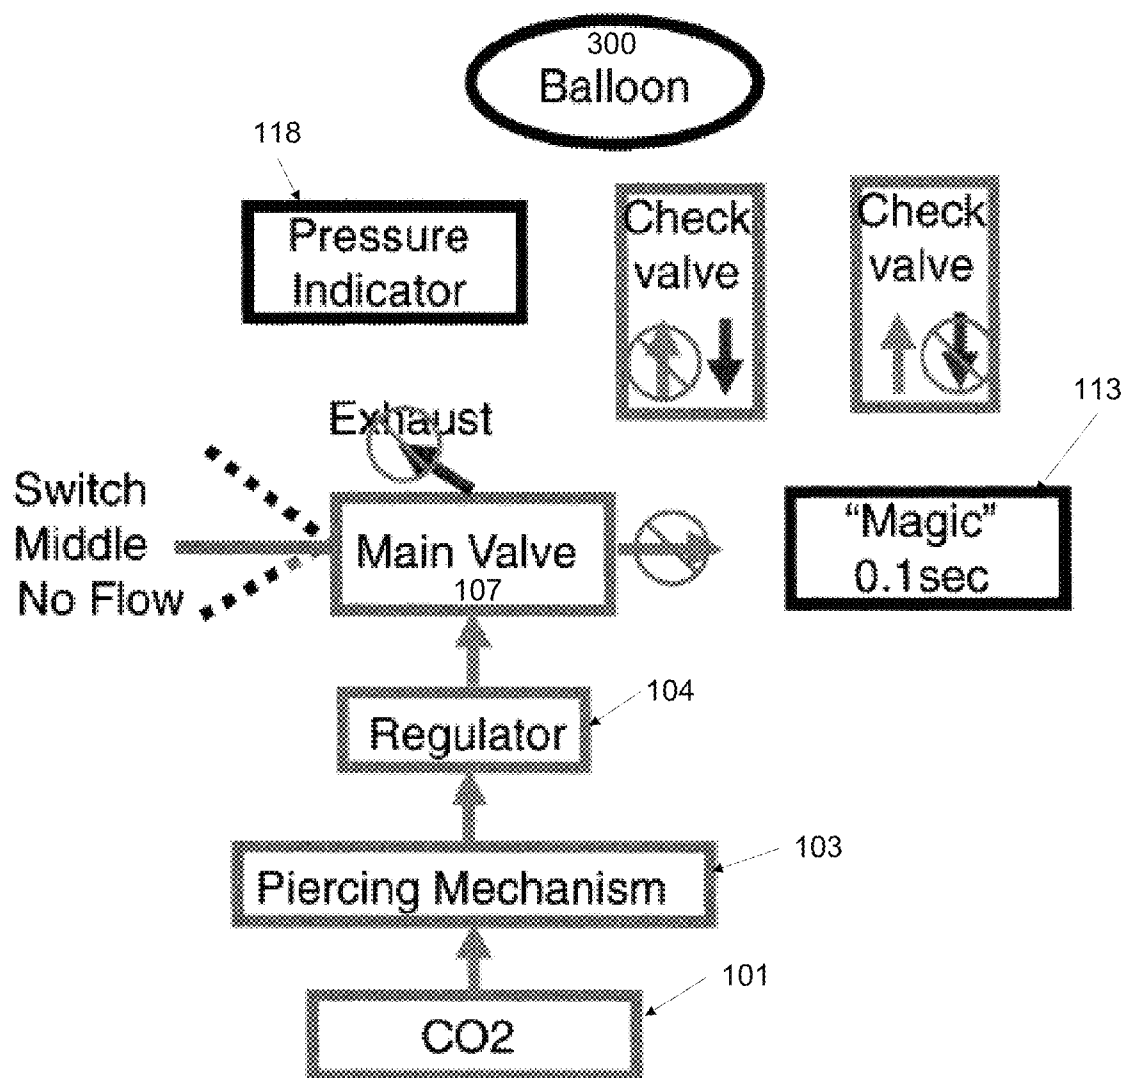 300
Balloon
118
Pressure
Indicator
Check
valve
Check
valve
113
Exhaust
Switch
Middle
No Flow
Main Valve
107
“Magic”
0.1sec
104
Regulator
103
Piercing Mechanism
101
CO2